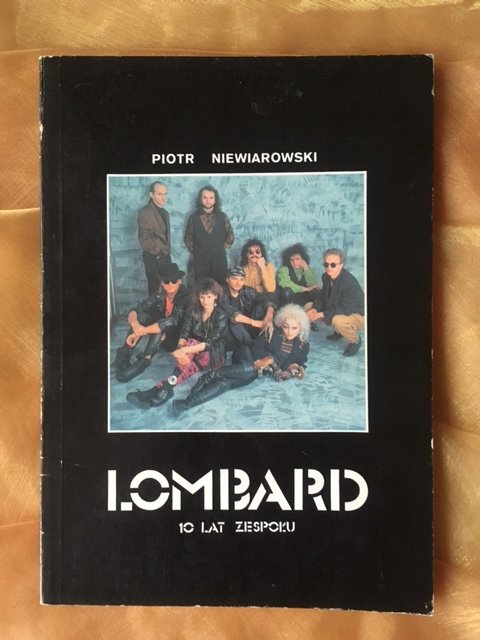 PIOTR NIEWIAROWSKI
LOMBARD
10 LAT ZESPOŁU